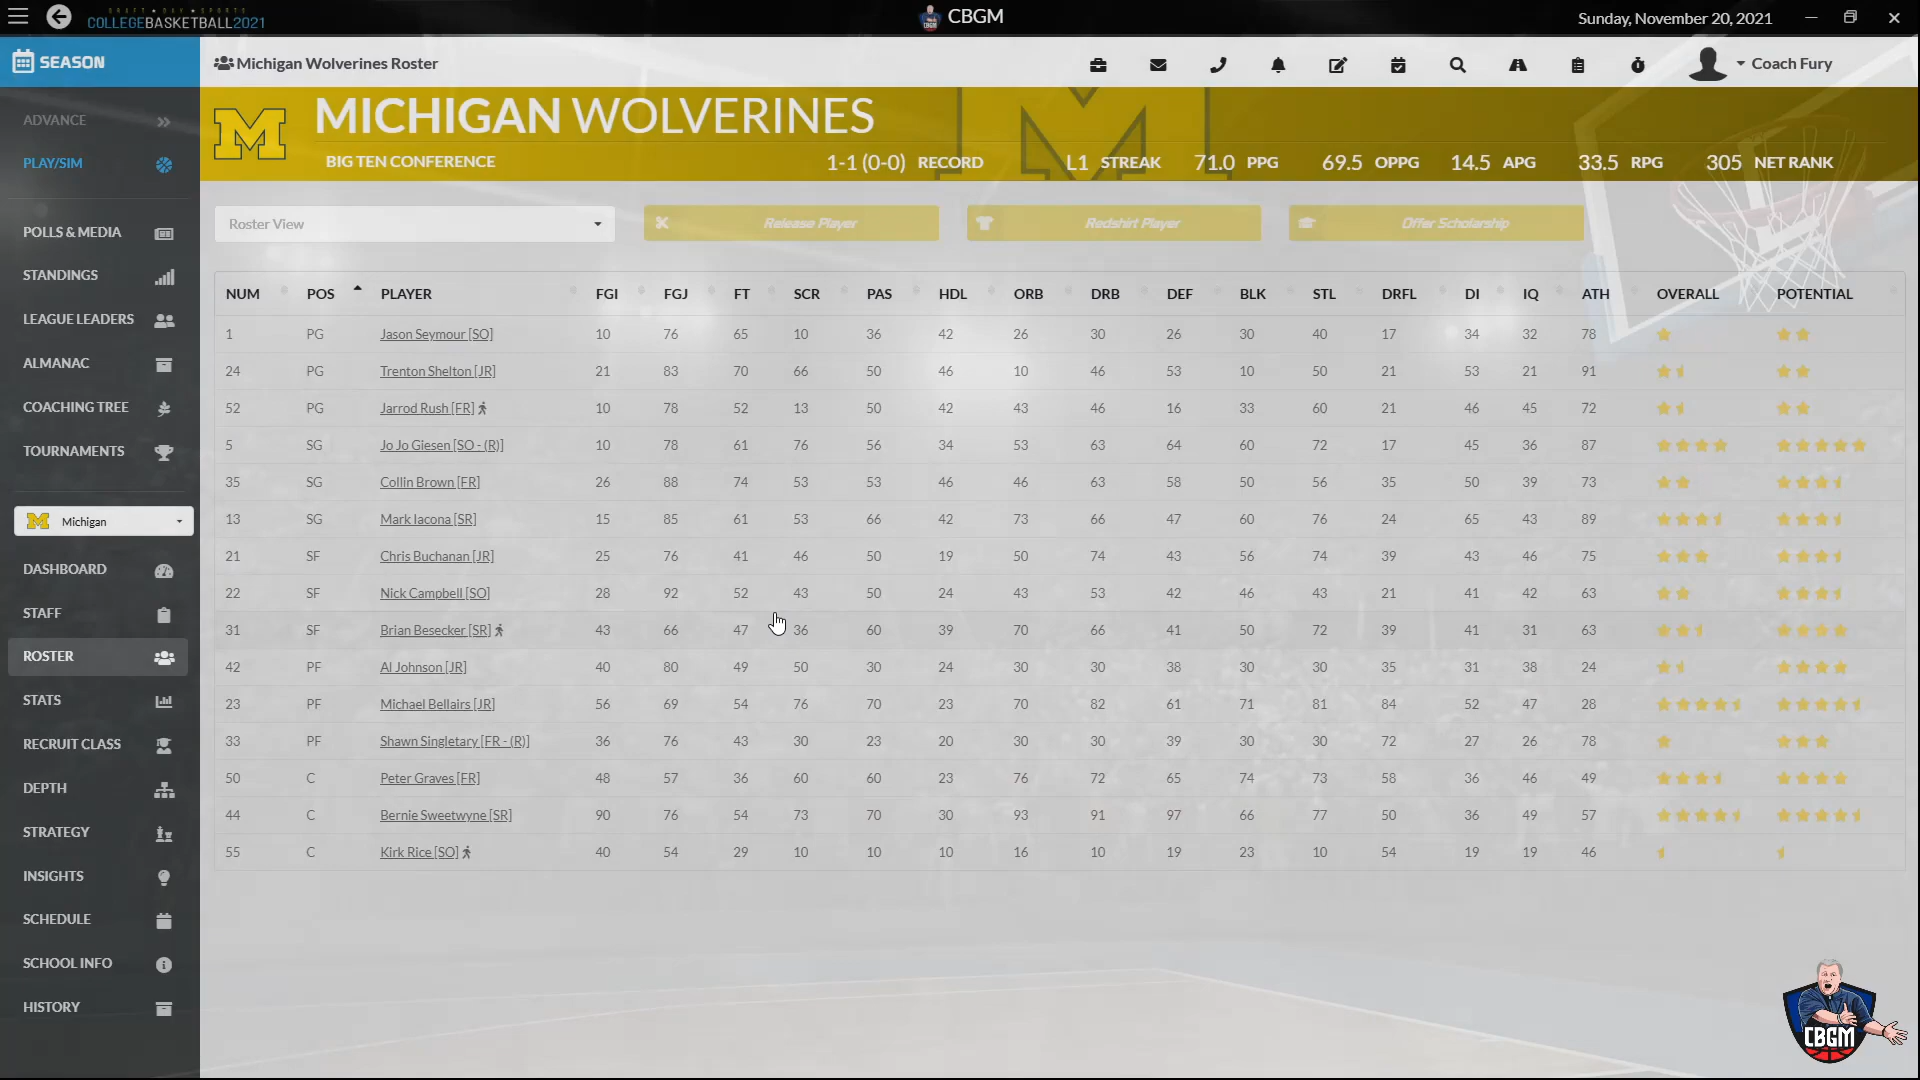 DRAFT DAY SPORTS
COLLEGEBASKETBALL2021
CBGM
Sunday, November 20, 2021
SEASON
Michigan Wolverines Roster
Coach Fury
MICHIGAN WOLVERINES
BIG TEN CONFERENCE
1-1 (0-0) RECORD L1 STREAK 71.0 PPG 69.5 OPPG 14.5 APG 33.5 RPG 305 NET RANK
ADVANCE
PLAY/SIM
POLLS & MEDIA
STANDINGS
LEAGUE LEADERS
ALMANAC
COACHING TREE
TOURNAMENTS
Michigan
DASHBOARD
STAFF
ROSTER
STATS
RECRUIT CLASS
DEPTH
STRATEGY
INSIGHTS
SCHEDULE
SCHOOL INFO
HISTORY
Roster View
Release Player
Redshirt Player
Offer Scholarship
NUM POS PLAYER FGI FGJ FT SCR PAS HDL ORB DRB DEF BLK STL DRFL DI IQ ATH OVERALL POTENTIAL
1 PG Jason Seymour [SO] 10 76 65 10 36 42 26 30 26 30 40 17 34 32 78
24 PG Trenton Shelton [JR] 21 83 70 66 50 46 10 46 53 10 50 21 53 21 91
52 PG Jarrod Rush [FR] 10 78 52 13 50 42 43 46 16 33 60 21 46 45 72
5 SG Jo Jo Giesen [SO - (R)] 10 78 61 76 56 34 53 63 64 60 72 17 45 36 87
35 SG Collin Brown [FR] 26 88 74 53 53 46 46 63 58 50 56 35 50 39 73
13 SG Mark Iacona [SR] 15 85 61 53 66 42 73 66 47 60 76 24 65 43 89
21 SF Chris Buchanan [JR] 25 76 41 46 50 19 50 74 43 56 74 39 43 46 75
22 SF Nick Campbell [SO] 28 92 52 43 50 24 43 53 42 46 43 21 41 42 63
31 SF Brian Besecker [SR] 43 66 47 36 60 39 70 66 41 50 72 39 41 31 63
42 PF Al Johnson [JR] 40 80 49 50 30 24 30 30 38 30 30 35 31 38 24
23 PF Michael Bellairs [JR] 56 69 54 76 70 23 70 82 61 71 81 84 52 47 28
33 PF Shawn Singletary [FR - (R)] 36 76 43 30 23 20 30 30 39 30 30 72 27 26 78
50 C Peter Graves [FR] 48 57 36 60 60 23 76 72 65 74 73 58 36 46 49
44 C Bernie Sweetwyne [SR] 90 76 54 73 70 30 93 91 97 66 77 50 36 49 57
55 C Kirk Rice [SO] 40 54 29 10 10 10 16 10 19 23 10 54 19 19 46
CBGM